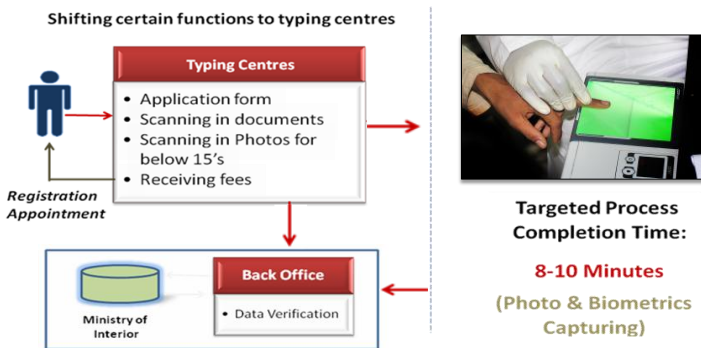 Shifting certain functions to typing centres
Typing Centres
• Application form
• Scanning in documents
• Scanning in Photos for
below 15’s
• Receiving fees
Registration
Appointment
Back Office
• Data Verification
Ministry of
Interior
Targeted Process
Completion Time:
8-10 Minutes
(Photo & Biometrics
Capturing)